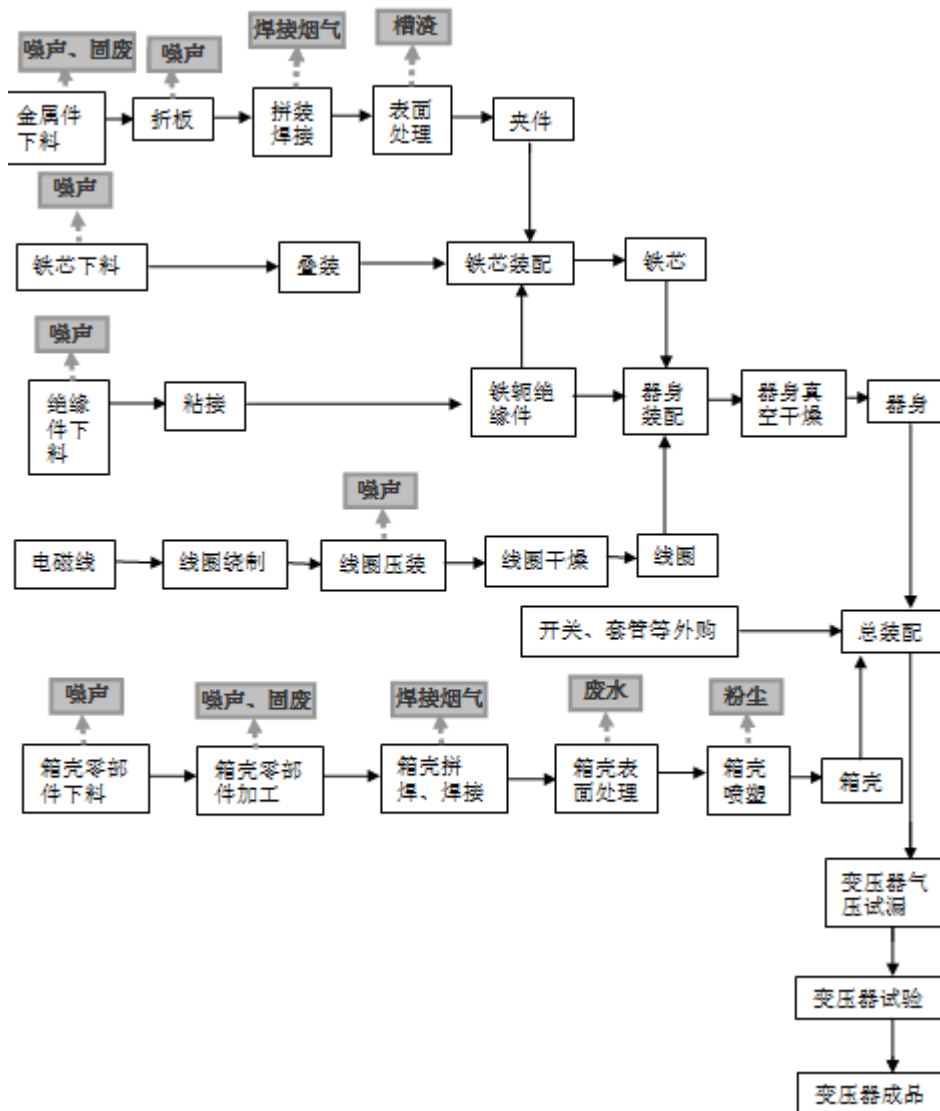 噪声、固废
噪声
焊接烟气
槽渣
金属件
下料
折板
拼装
焊接
表面
处理
夹件
噪声
铁芯下料
叠装
铁芯装配
铁芯
噪声
绝缘
件下
料
粘接
铁轭绝
缘件
器身
装配
器身真
空干燥
器身
噪声
电磁线
线圈绕制
线圈压装
线圈干燥
线圈
开关、套管等外购
总装配
噪声
噪声、固废
焊接烟气
废水
粉尘
箱壳零部
件下料
箱壳零部
件加工
箱壳拼
焊、焊接
箱壳表
面处理
箱壳
喷塑
箱壳
变压器气
压试漏
变压器试验
变压器成品